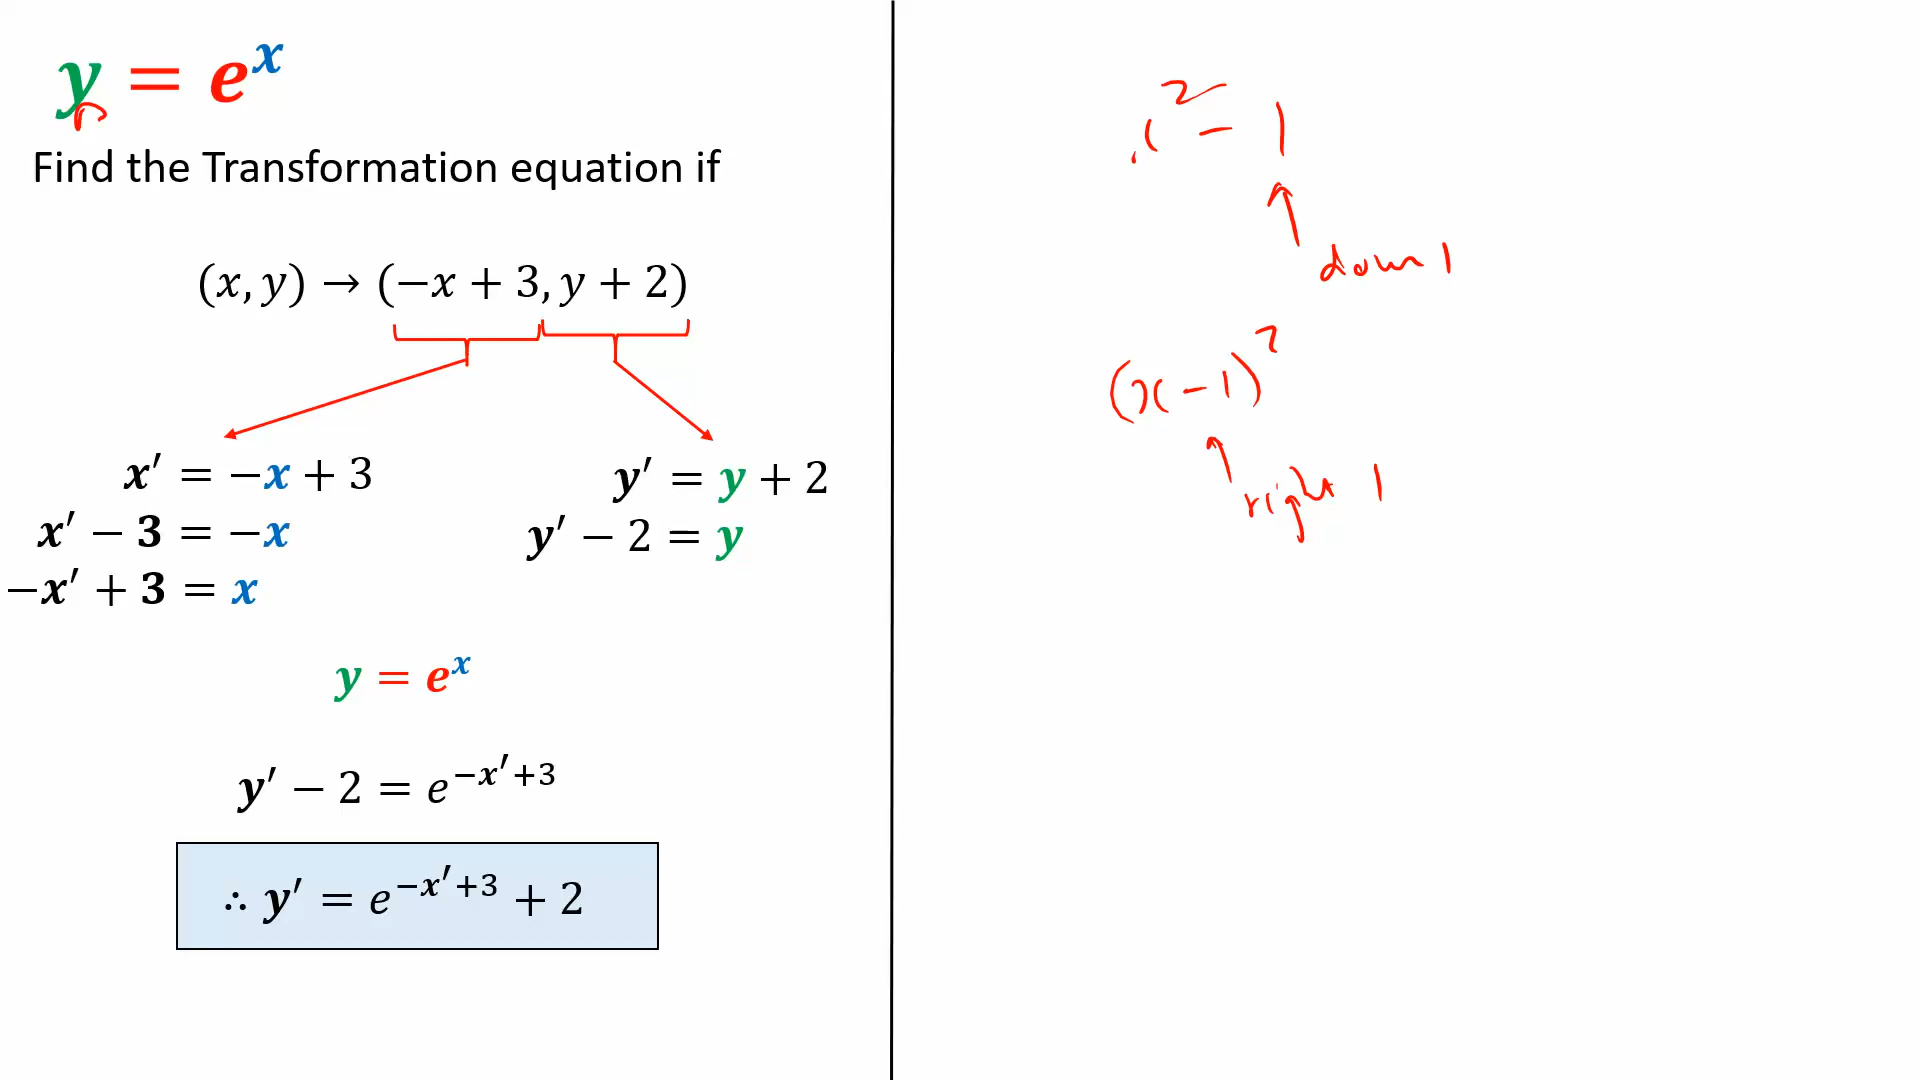 y = e^x
Find the Transformation equation if
(x, y) → (−x + 3, y + 2)
x′ = −x + 3
x′ − 3 = −x
−x′ + 3 = x
y′ = y + 2
y′ − 2 = y
y = e^x
y′ − 2 = e^{−x′+3}
∴ y′ = e^{−x′+3} + 2
x² − 1
down 1
(x − 1)²
right 1